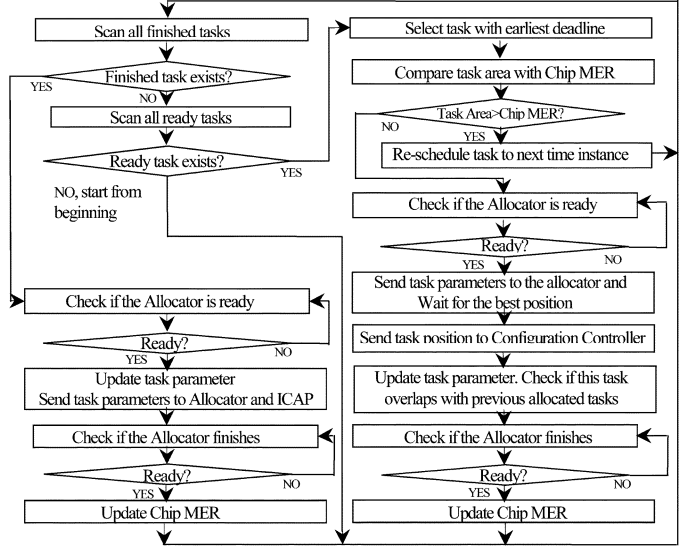 Scan all finished tasks
Finished task exists?
YES
NO
Scan all ready tasks
Ready task exists?
YES
NO, start from
beginning
Check if the Allocator is ready
Ready?
YES
NO
Update task parameter
Send task parameters to Allocator and ICAP
Check if the Allocator finishes
Ready?
YES
NO
Update Chip MER
Select task with earliest deadline
Compare task area with Chip MER
Task Area>Chip MER?
NO
YES
Re-schedule task to next time instance
Check if the Allocator is ready
Ready?
YES
NO
Send task parameters to the allocator and
Wait for the best position
Send task position to Configuration Controller
Update task parameter. Check if this task
overlaps with previous allocated tasks
Check if the Allocator finishes
Ready?
YES
NO
Update Chip MER